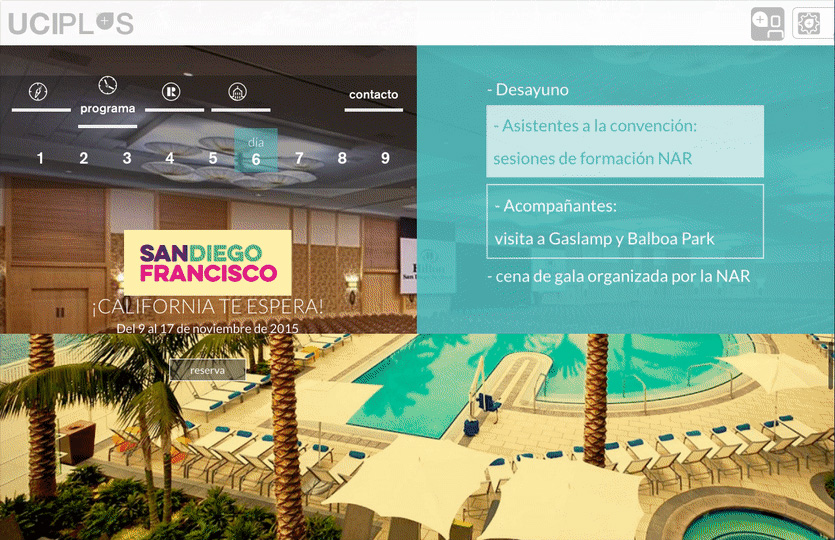 UCIPLUS
programa
contacto
día
1 2 3 4 5 6 7 8 9
SANDIEGO
FRANCISCO
¡CALIFORNIA TE ESPERA!
Del 9 al 17 de noviembre de 2015
reserva
- Desayuno
- Asistentes a la convención:
sesiones de formación NAR
- Acompañantes:
visita a Gaslamp y Balboa Park
- cena de gala organizada por la NAR
Hilton